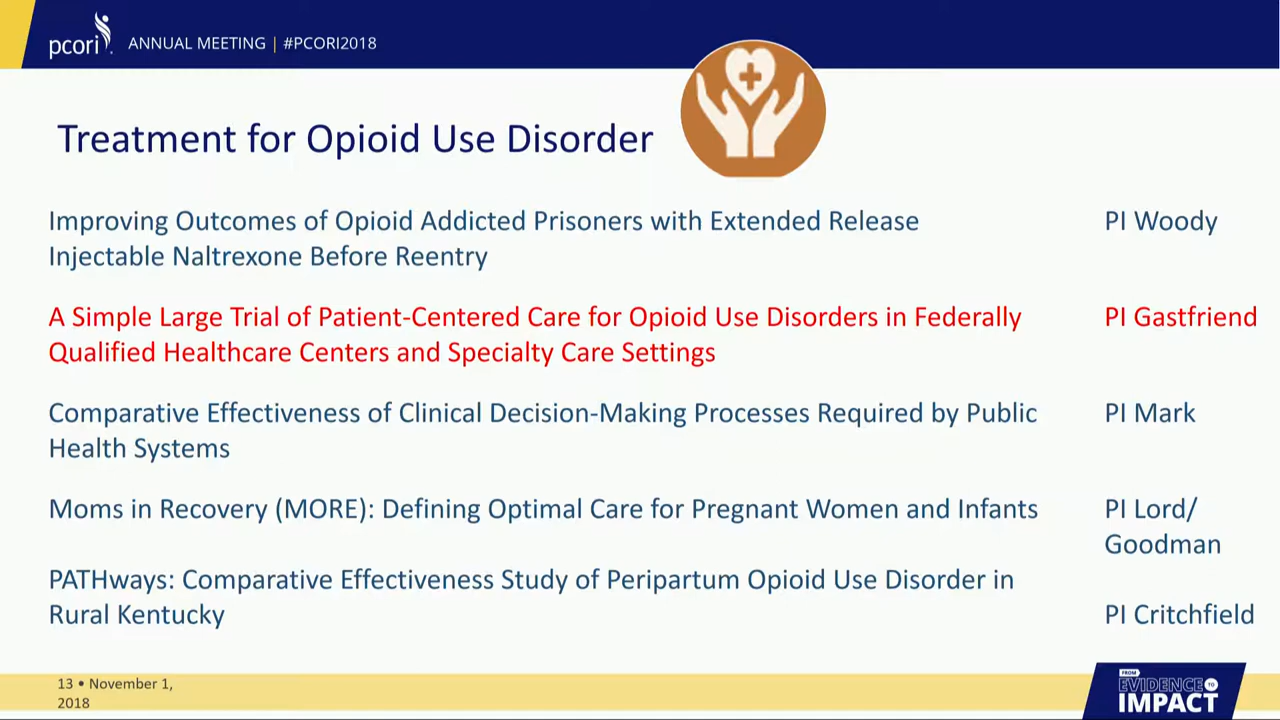 pcori. ANNUAL MEETING | #PCORI2018
Treatment for Opioid Use Disorder
Improving Outcomes of Opioid Addicted Prisoners with Extended Release PI Woody
Injectable Naltrexone Before Reentry
A Simple Large Trial of Patient-Centered Care for Opioid Use Disorders in Federally PI Gastfriend
Qualified Healthcare Centers and Specialty Care Settings
Comparative Effectiveness of Clinical Decision-Making Processes Required by Public PI Mark
Health Systems
Moms in Recovery (MORE): Defining Optimal Care for Pregnant Women and Infants PI Lord/
Goodman
PATHways: Comparative Effectiveness Study of Peripartum Opioid Use Disorder in
Rural Kentucky PI Critchfield
13 • November 1,
2018
FROM
EVIDENCE TO
IMPACT